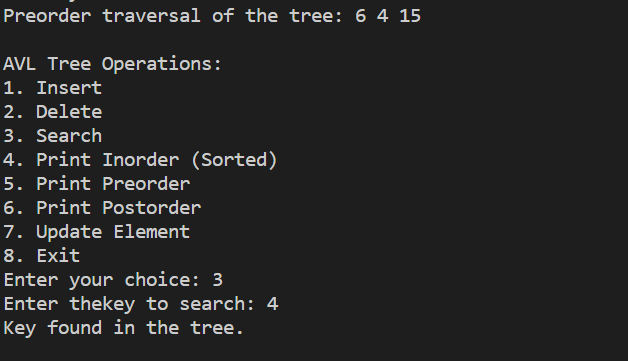 Preorder traversal of the tree: 6 4 15
AVL Tree Operations:
1. Insert
2. Delete
3. Search
4. Print Inorder (Sorted)
5. Print Preorder
6. Print Postorder
7. Update Element
8. Exit
Enter your choice: 3
Enter thekey to search: 4
Key found in the tree.